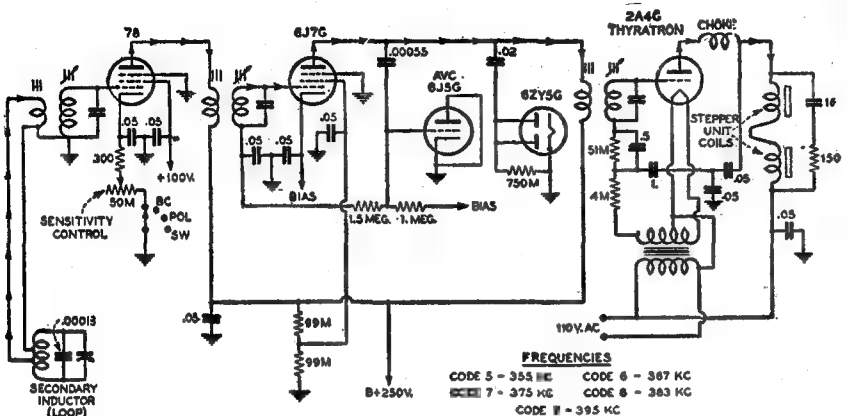 78
6J7G
2A4G
THYRATRON
CHOKE
.00055
.02
AVC
6J5G
6ZY5G
.05 .05
300
+100V.
50M
SENSITIVITY
CONTROL
BC
POL
SW
.05 .05
.05
BIAS
1.5 MEG.
1. MEG.
BIAS
750M
51M
.5
4M
1.
.05
.05
STEPPER
UNIT
COILS
.15
150
.05
.00013
SECONDARY
INDUCTOR
(LOOP)
.05
99M
99M
B+250V.
110V. AC
FREQUENCIES
CODE 5 - 355 CODE 6 - 367 KC
7 - 375 KC CODE 8 - 383 KC
CODE - 395 KC